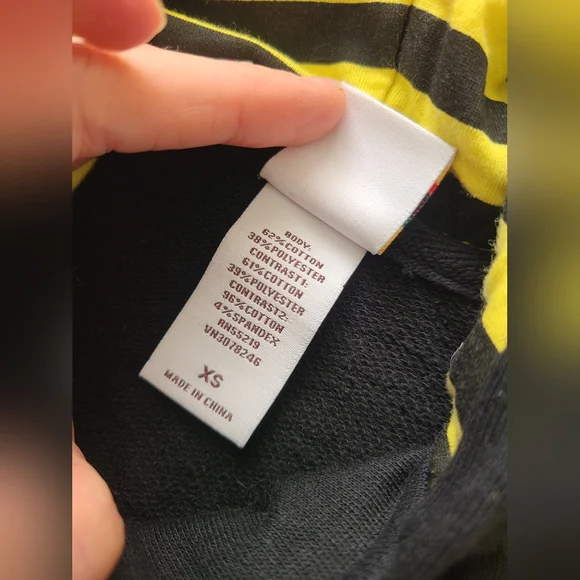 BODY:
62%COTTON
38%POLYESTER
CONTRAST1:
61%COTTON
39%POLYESTER
CONTRAST2:
96%COTTON
4%SPANDEX
RN55219
VN3078246
XS
MADE IN CHINA